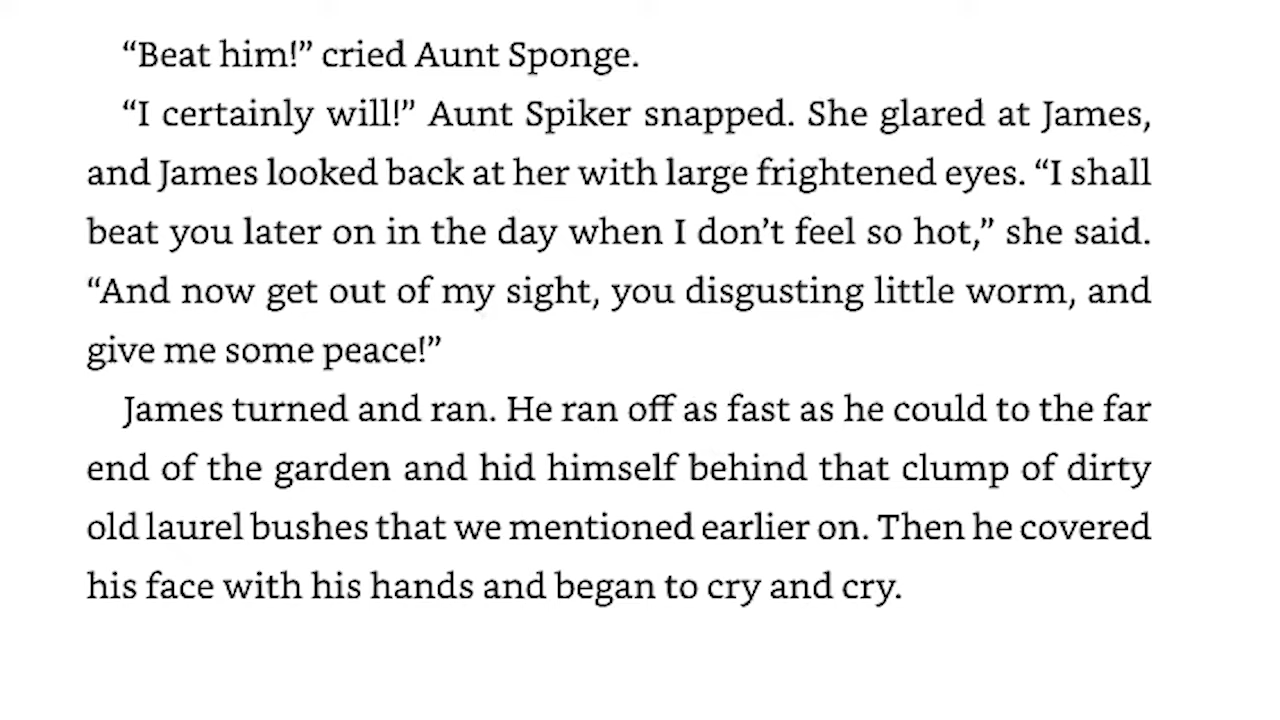 “Beat him!” cried Aunt Sponge.
“I certainly will!” Aunt Spiker snapped. She glared at James,
and James looked back at her with large frightened eyes. “I shall
beat you later on in the day when I don’t feel so hot,” she said.
“And now get out of my sight, you disgusting little worm, and
give me some peace!”
James turned and ran. He ran off as fast as he could to the far
end of the garden and hid himself behind that clump of dirty
old laurel bushes that we mentioned earlier on. Then he covered
his face with his hands and began to cry and cry.